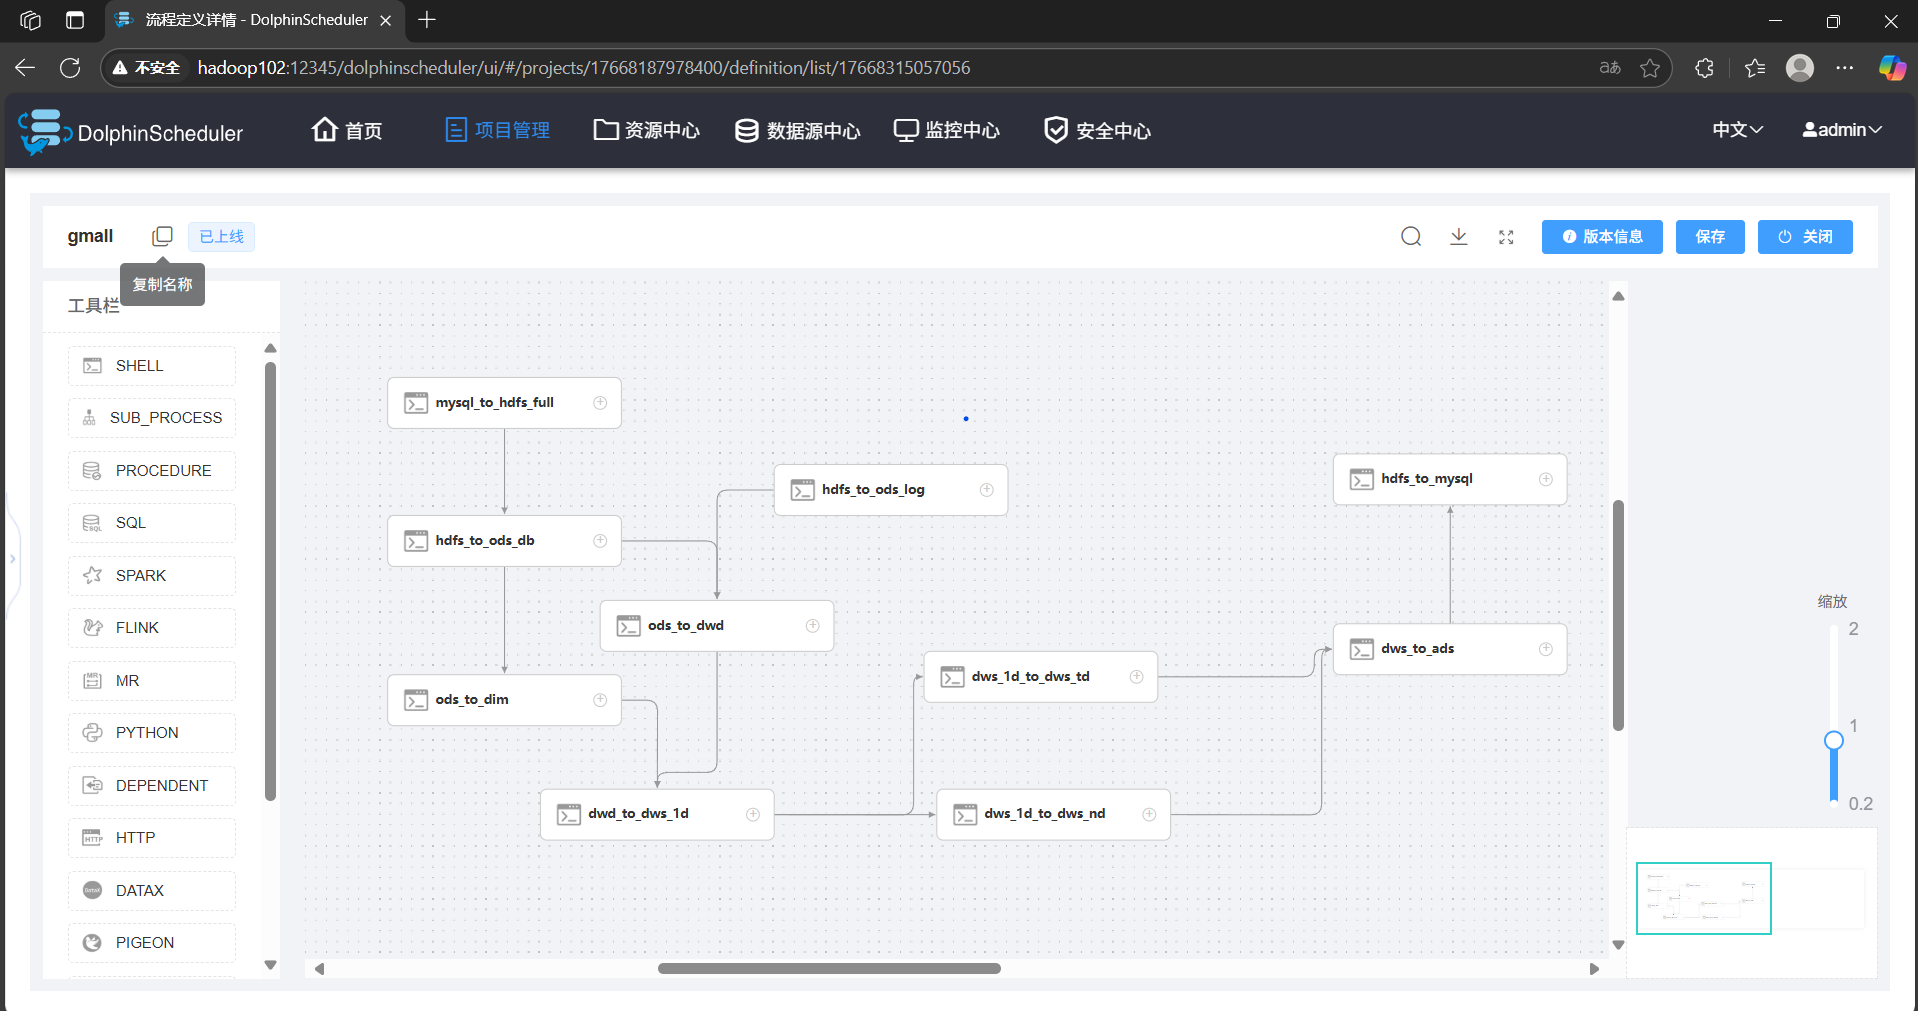 流程定义详情 - DolphinScheduler
不安全 hadoop102:12345/dolphinscheduler/ui/#/projects/17668187978400/definition/list/17668315057056
DolphinScheduler
首页
项目管理
资源中心
数据源中心
监控中心
安全中心
中文
admin
gmall
已上线
版本信息
保存
关闭
复制名称
工具栏
SHELL
SUB_PROCESS
PROCEDURE
SQL
SPARK
FLINK
MR
PYTHON
DEPENDENT
HTTP
DATAX
PIGEON
mysql_to_hdfs_full
hdfs_to_ods_log
hdfs_to_mysql
hdfs_to_ods_db
ods_to_dwd
dws_to_ads
dws_1d_to_dws_td
ods_to_dim
dwd_to_dws_1d
dws_1d_to_dws_nd
缩放
2
1
0.2